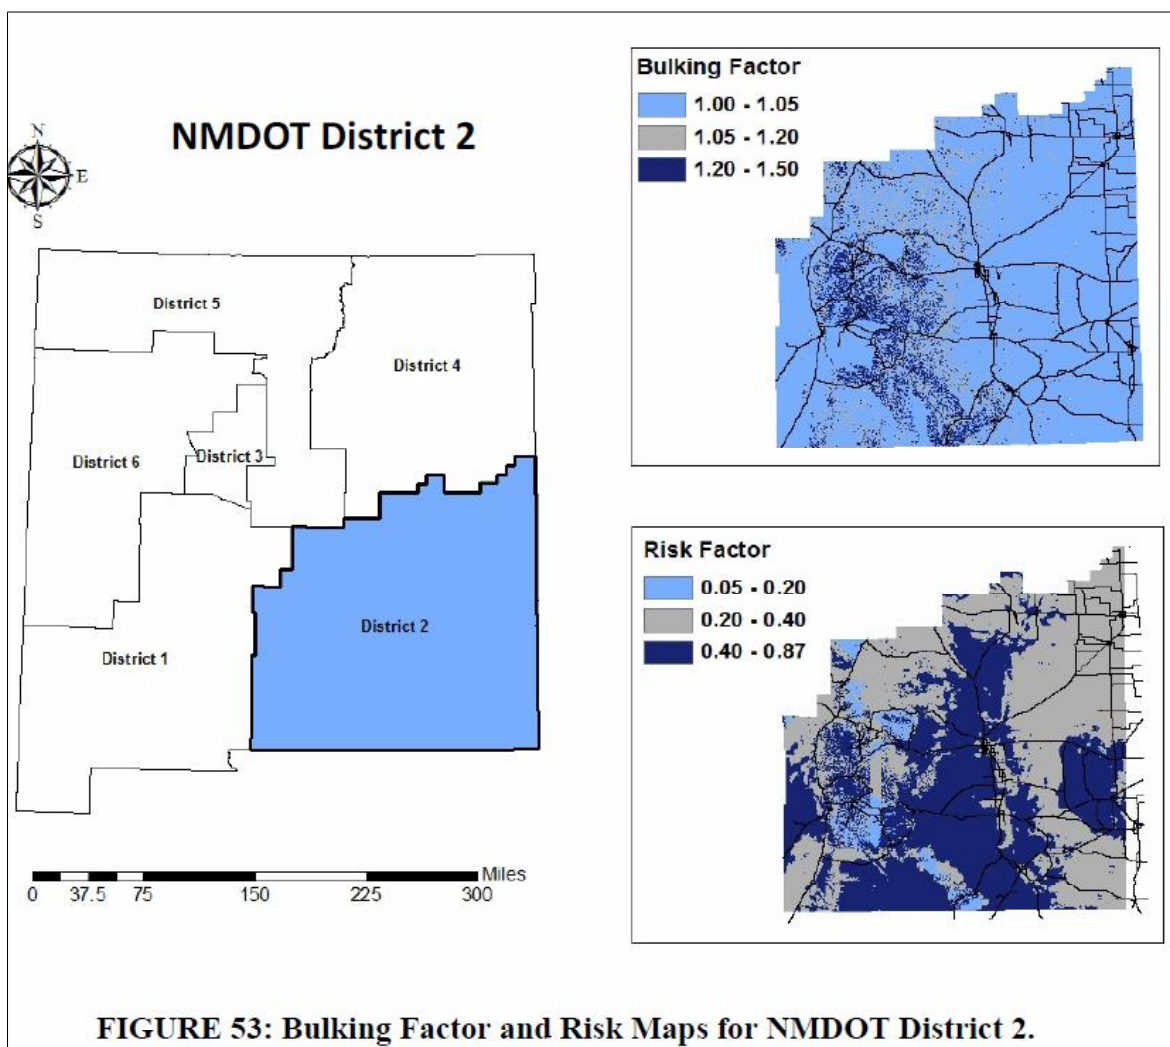 NMDOT District 2
N
E
S
District 5
District 4
District 6
District 3
District 2
District 1
Miles
0 37.5 75 150 225 300
Bulking Factor
1.00 - 1.05
1.05 - 1.20
1.20 - 1.50
Risk Factor
0.05 - 0.20
0.20 - 0.40
0.40 - 0.87
FIGURE 53: Bulking Factor and Risk Maps for NMDOT District 2.